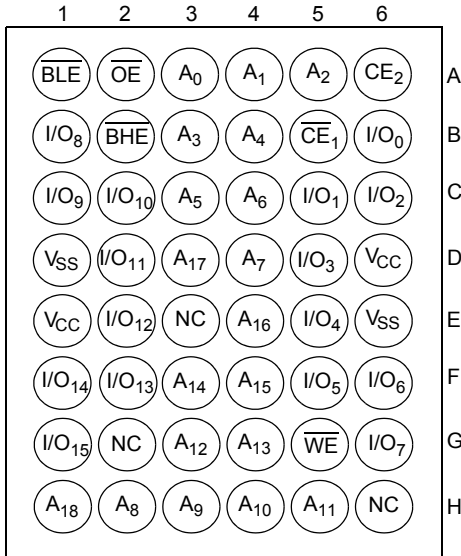 1 2 3 4 5 6
BLE OE A0 A1 A2 CE2 A
I/O8 BHE A3 A4 CE1 I/O0 B
I/O9 I/O10 A5 A6 I/O1 I/O2 C
VSS I/O11 A17 A7 I/O3 VCC D
VCC I/O12 NC A16 I/O4 VSS E
I/O14 I/O13 A14 A15 I/O5 I/O6 F
I/O15 NC A12 A13 WE I/O7 G
A18 A8 A9 A10 A11 NC H